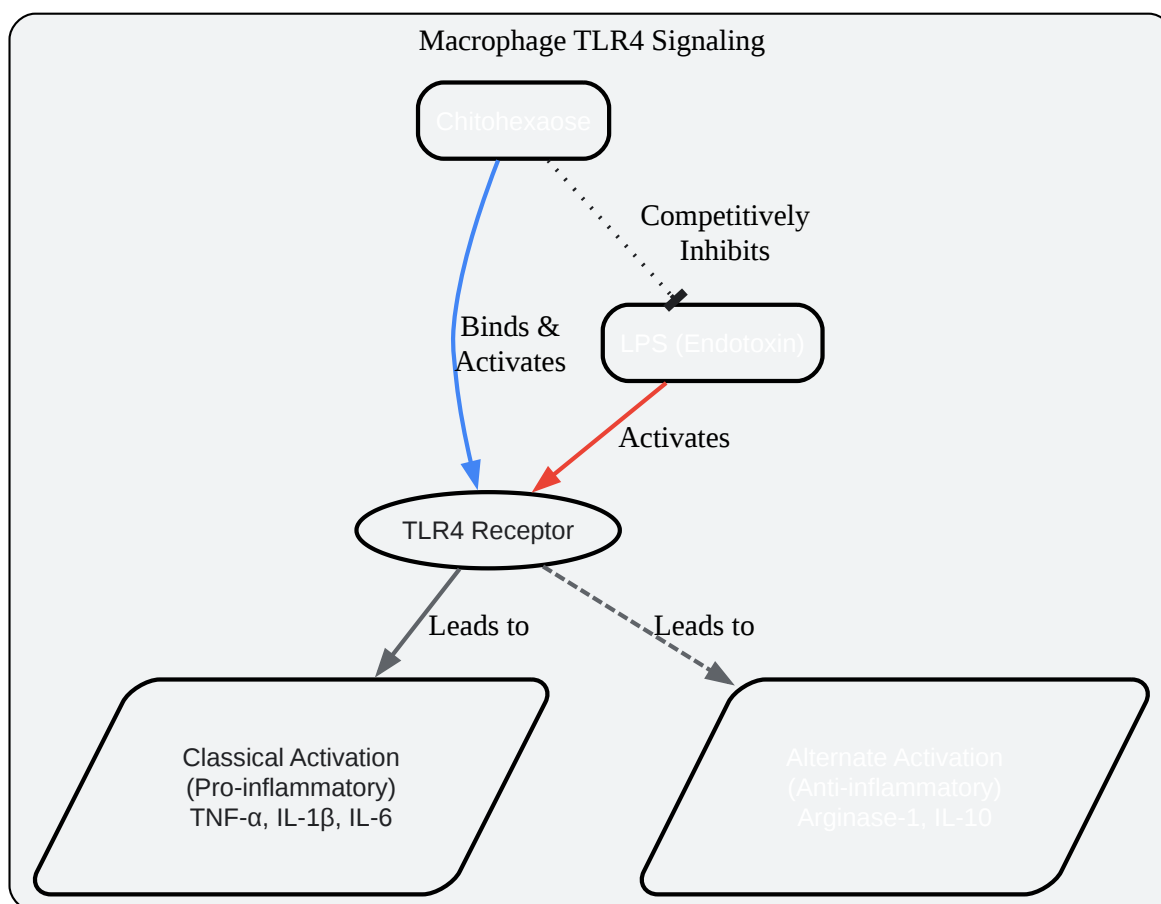 Macrophage TLR4 Signaling
Chitohexaose
Competitively
Inhibits
LPS (Endotoxin)
Binds &
Activates
Activates
TLR4 Receptor
Leads to
Leads to
Classical Activation
(Pro-inflammatory)
TNF-α, IL-1β, IL-6
Alternate Activation
(Anti-inflammatory)
Arginase-1, IL-10